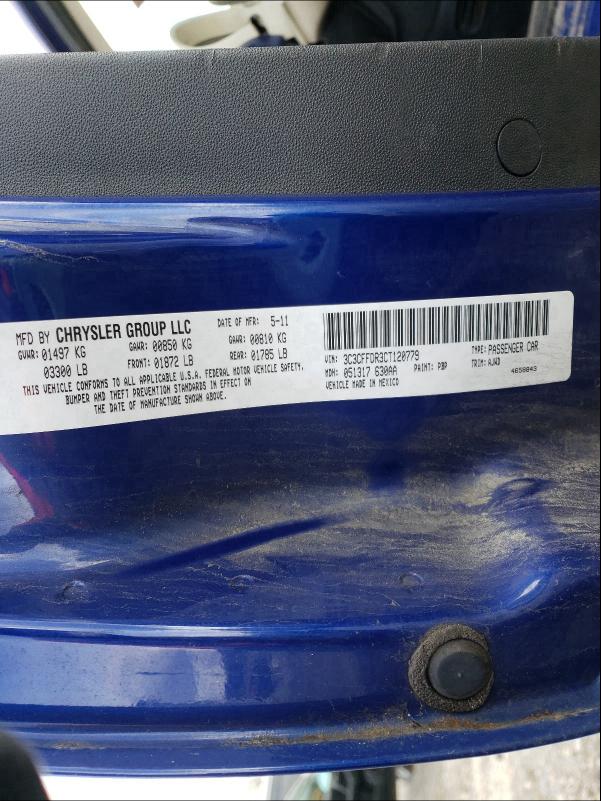 MFD BY CHRYSLER GROUP LLC DATE OF MFR: 5-11
GVWR: 01497 KG GAWR: 00850 KG GAWR: 00810 KG
03300 LB FRONT: 01872 LB REAR: 01785 LB
THIS VEHICLE CONFORMS TO ALL APPLICABLE U.S.A. FEDERAL MOTOR VEHICLE SAFETY,
BUMPER AND THEFT PREVENTION STANDARDS IN EFFECT ON
THE DATE OF MANUFACTURE SHOWN ABOVE.
VIN: 3C3CFFDR3CT120779 TYPE: PASSENGER CAR
MDH: 051317 630AA PAINT: PBP TRIM: AJWD
VEHICLE MADE IN MEXICO 4658843